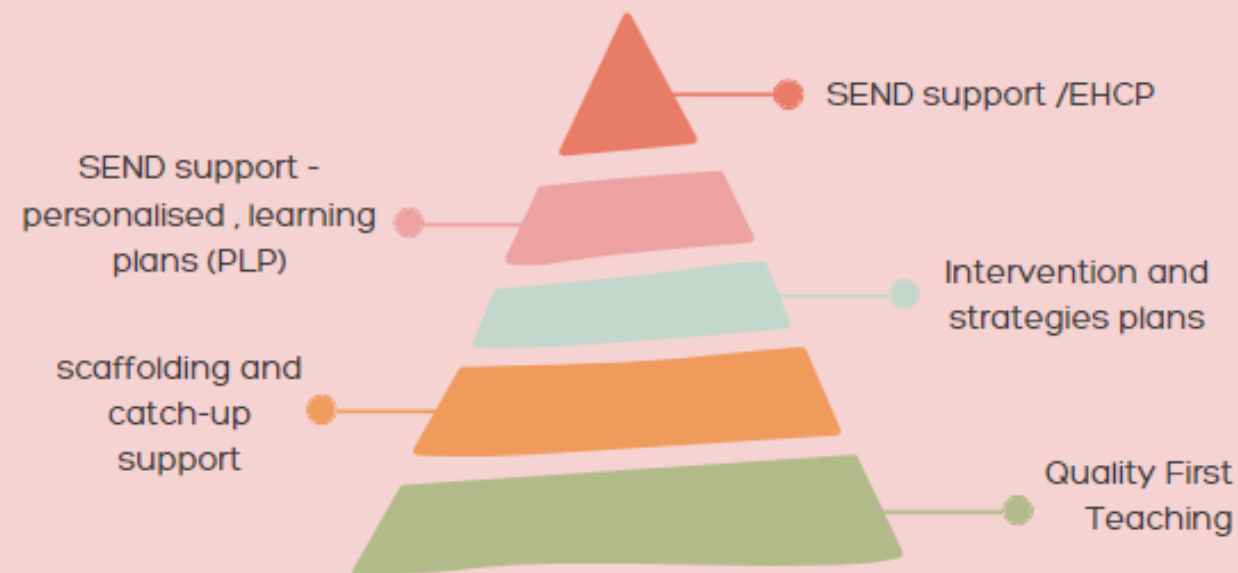 SEND support /EHCP
SEND support -
personalised , learning
plans (PLP)
Intervention and
strategies plans
scaffolding and
catch-up
support
Quality First
Teaching